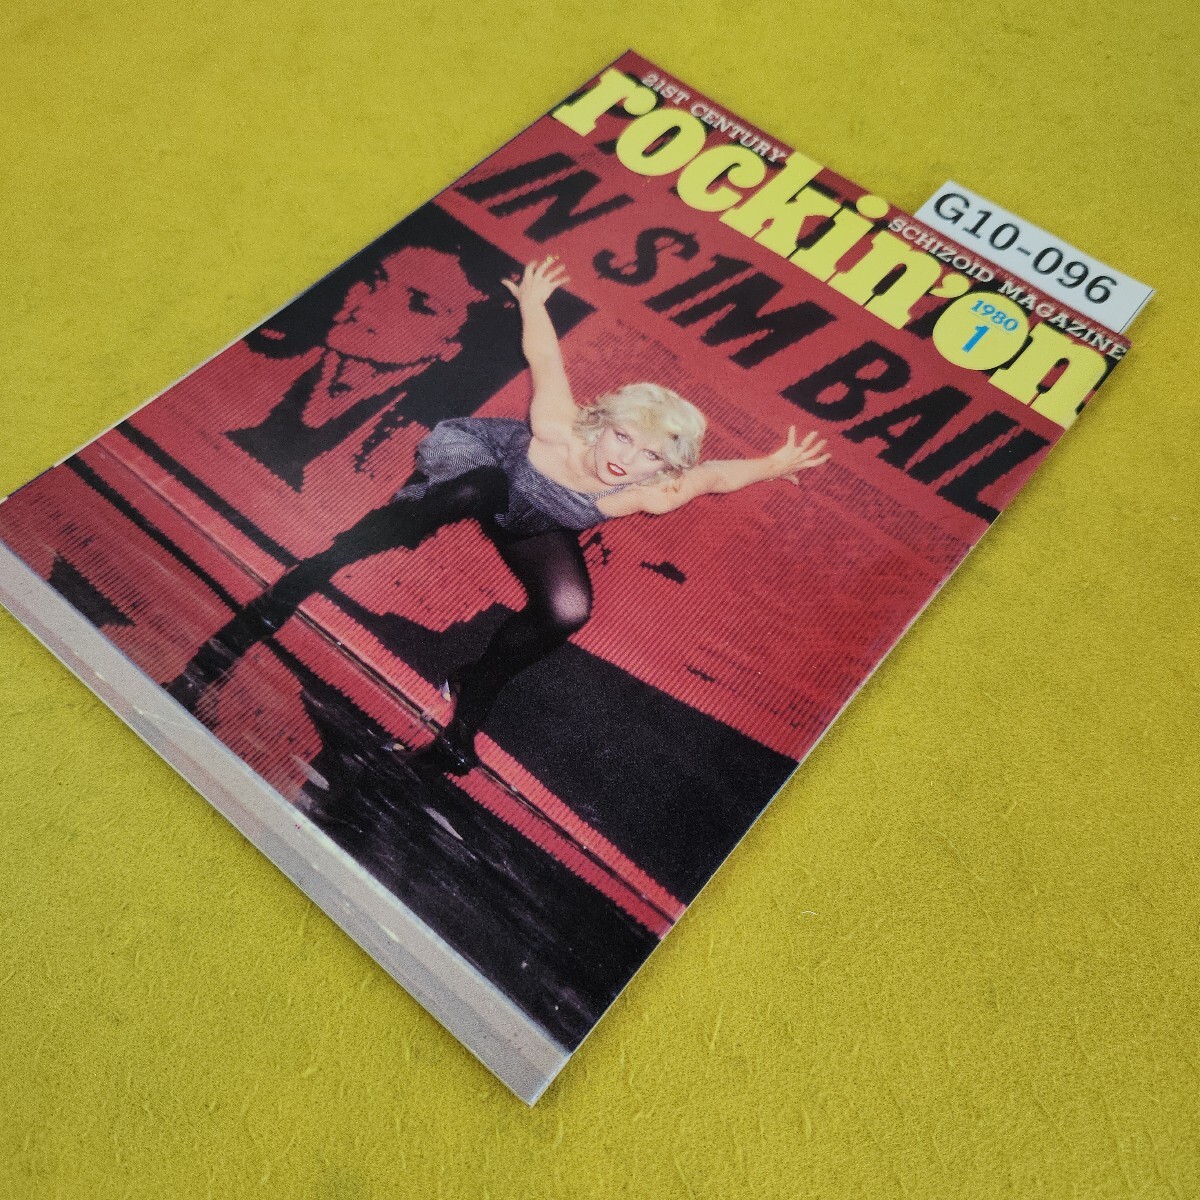 21ST CENTURY
SCHIZOID MAGAZINE
rockin'on
1980
1
IN $1M BAIL
G10-096